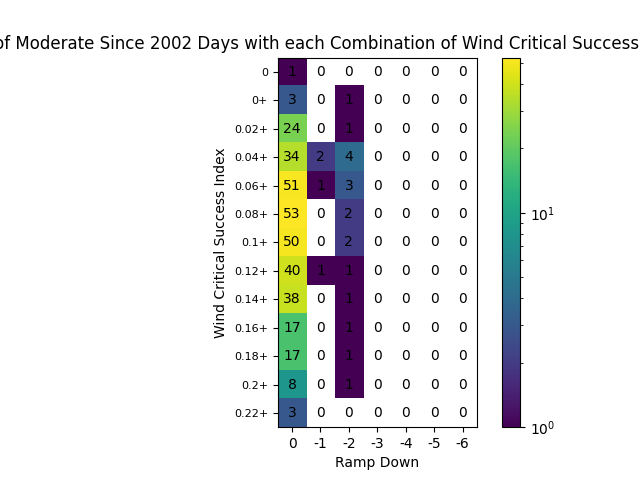 of Moderate Since 2002 Days with each Combination of Wind Critical Success
Wind Critical Success Index
0 1 0 0 0 0 0 0
0+ 3 0 1 0 0 0 0
0.02+ 24 0 1 0 0 0 0
0.04+ 34 2 4 0 0 0 0
0.06+ 51 1 3 0 0 0 0
0.08+ 53 0 2 0 0 0 0
0.1+ 50 0 2 0 0 0 0
0.12+ 40 1 1 0 0 0 0
0.14+ 38 0 1 0 0 0 0
0.16+ 17 0 1 0 0 0 0
0.18+ 17 0 1 0 0 0 0
0.2+ 8 0 1 0 0 0 0
0.22+ 3 0 0 0 0 0 0
0 -1 -2 -3 -4 -5 -6
Ramp Down
10¹
10⁰